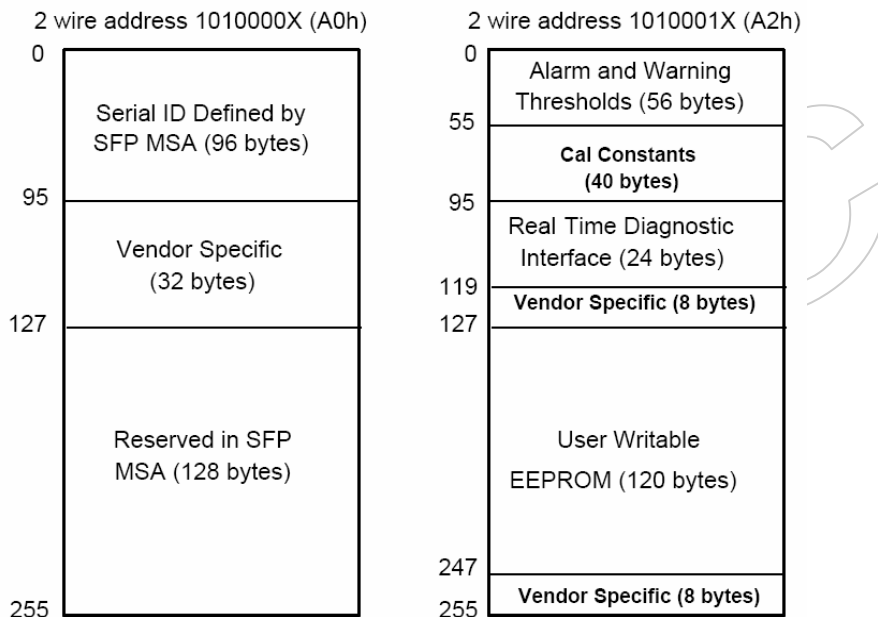 2 wire address 1010000X (A0h)
0
Serial ID Defined by
SFP MSA (96 bytes)
95
Vendor Specific
(32 bytes)
127
Reserved in SFP
MSA (128 bytes)
255
2 wire address 1010001X (A2h)
0
Alarm and Warning
Thresholds (56 bytes)
55
Cal Constants
(40 bytes)
95
Real Time Diagnostic
Interface (24 bytes)
119
Vendor Specific (8 bytes)
127
User Writable
EEPROM (120 bytes)
247
Vendor Specific (8 bytes)
255